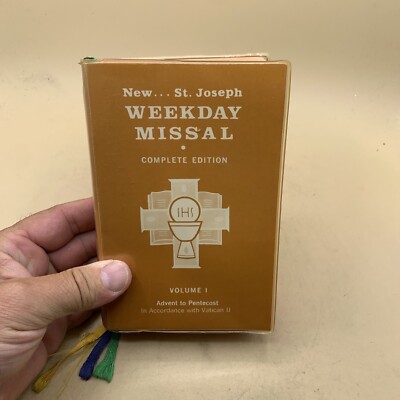 New... St. Joseph
WEEKDAY
MISSAL
COMPLETE EDITION
IHS
VOLUME I
Advent to Pentecost
in Accordance with Vatican II